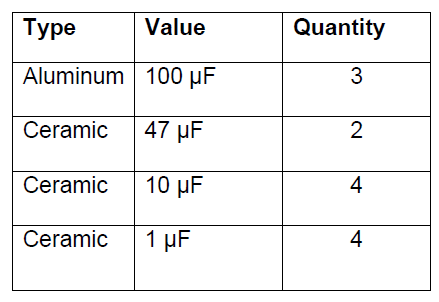 Type Value Quantity
Aluminum 100 µF 3
Ceramic 47 µF 2
Ceramic 10 µF 4
Ceramic 1 µF 4